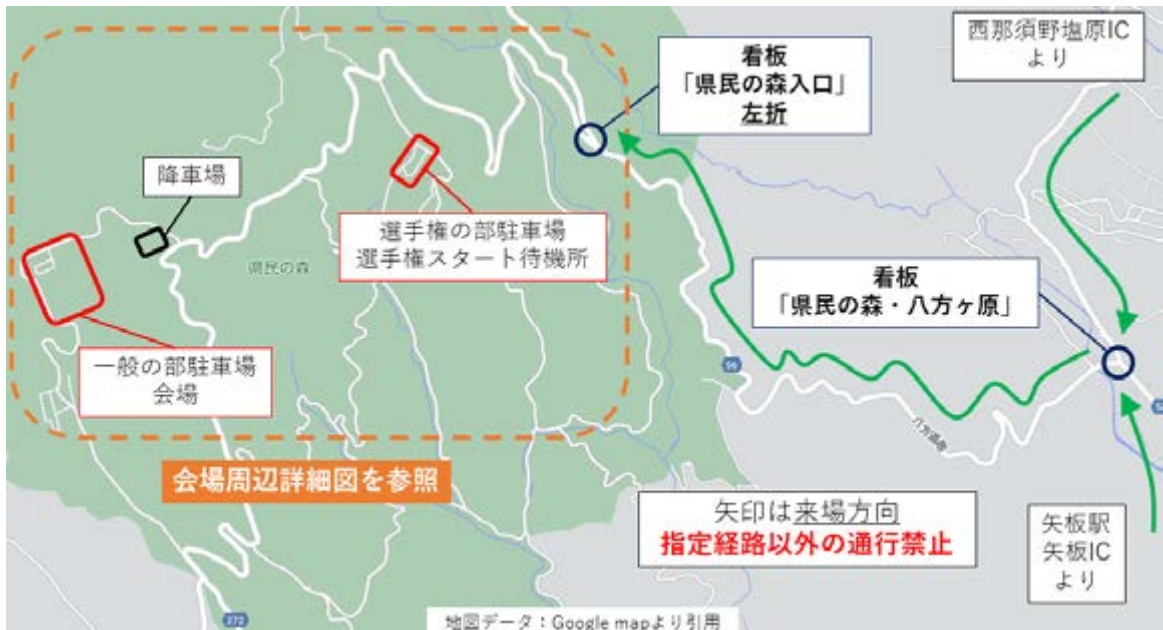 西那須野塩原IC
より
看板
「県民の森入口」
左折
降車場
選手権の部駐車場
選手権スタート待機所
県民の森
看板
「県民の森・八方ヶ原」
一般の部駐車場
会場
56
八方道路
会場周辺詳細図を参照
矢印は来場方向
指定経路以外の通行禁止
矢板駅
矢板IC
より
272
地図データ：Google mapより引用